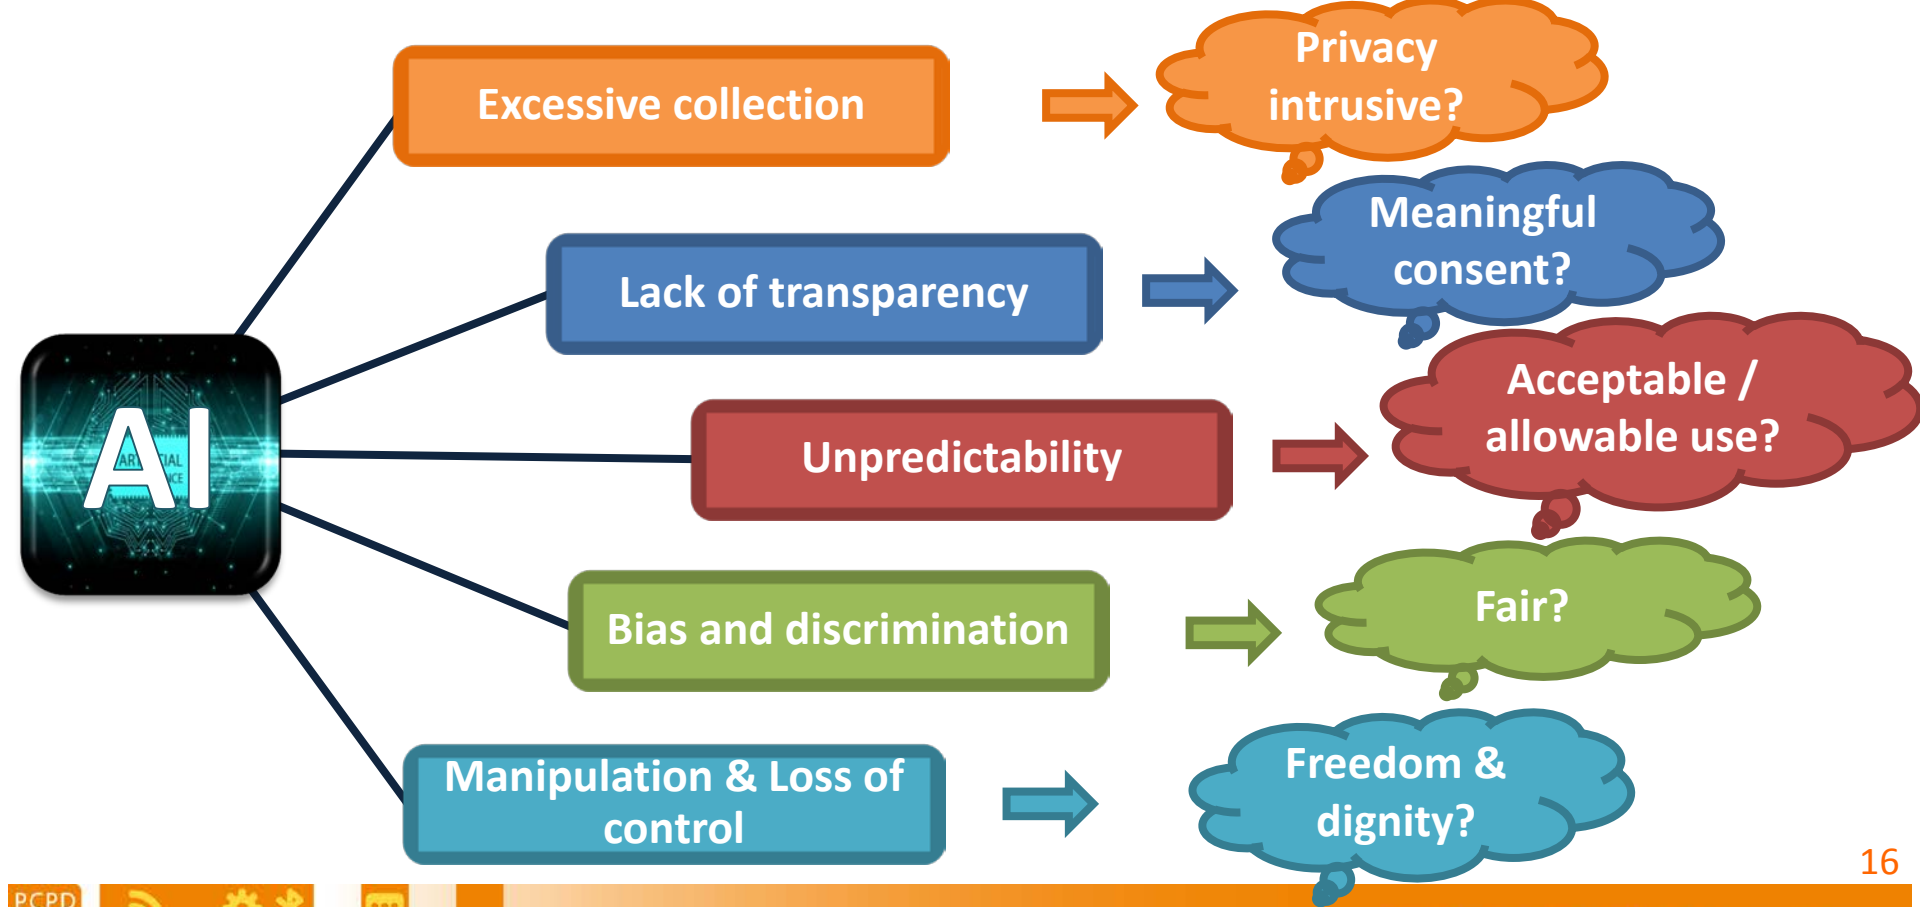 Excessive collection
Privacy
intrusive?
Lack of transparency
Meaningful
consent?
AI
Unpredictability
Acceptable /
allowable use?
Bias and discrimination
Fair?
Manipulation & Loss of
control
Freedom &
dignity?
16
PCPD